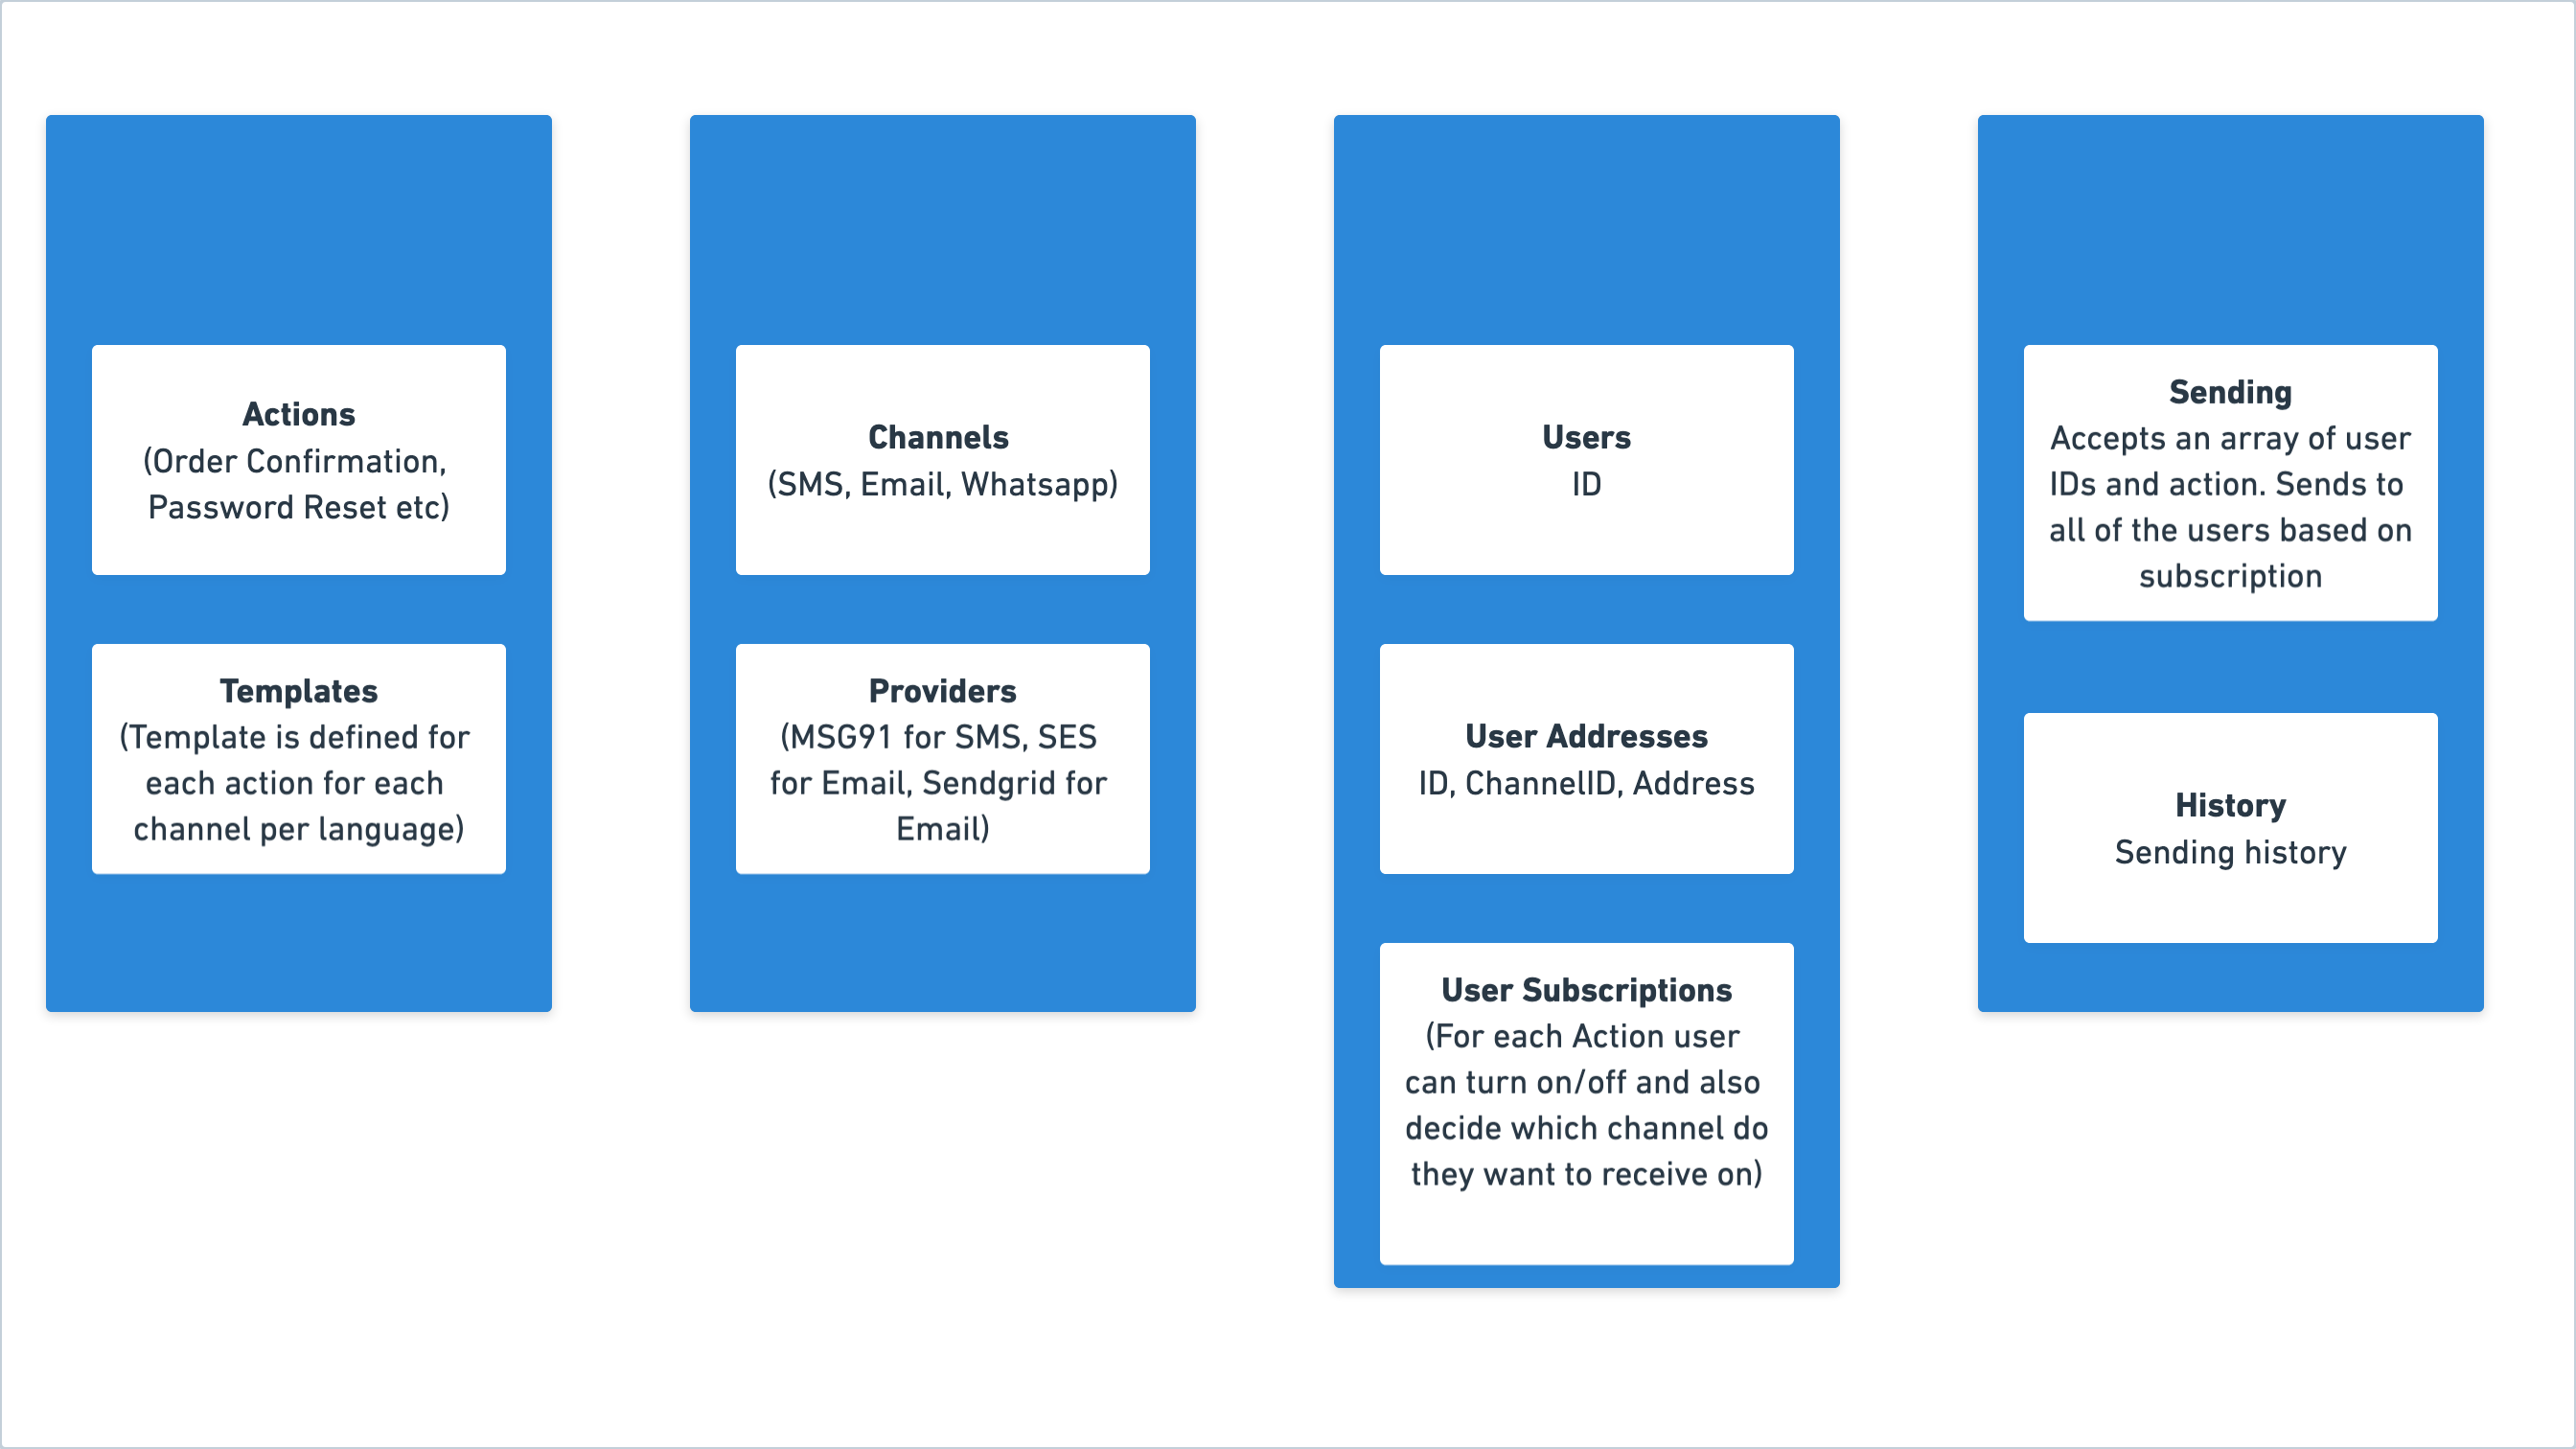 Actions
(Order Confirmation,
Password Reset etc)
Templates
(Template is defined for
each action for each
channel per language)
Channels
(SMS, Email, Whatsapp)
Providers
(MSG91 for SMS, SES
for Email, Sendgrid for
Email)
Users
ID
User Addresses
ID, ChannelID, Address
User Subscriptions
(For each Action user
can turn on/off and also
decide which channel do
they want to receive on)
Sending
Accepts an array of user
IDs and action. Sends to
all of the users based on
subscription
History
Sending history